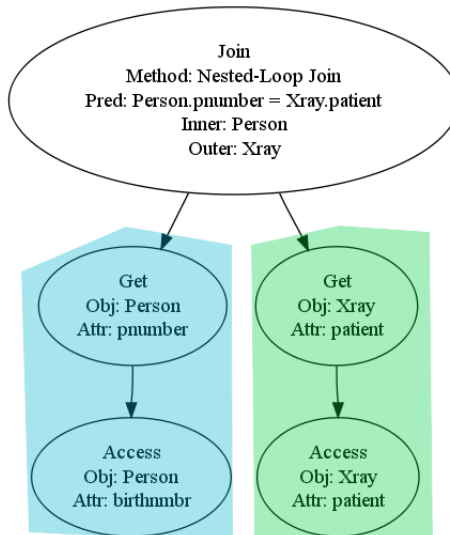 Join
Method: Nested-Loop Join
Pred: Person.pnumber = Xray.patient
Inner: Person
Outer: Xray
Get
Obj: Person
Attr: pnumber
Get
Obj: Xray
Attr: patient
Access
Obj: Person
Attr: birthnmbr
Access
Obj: Xray
Attr: patient